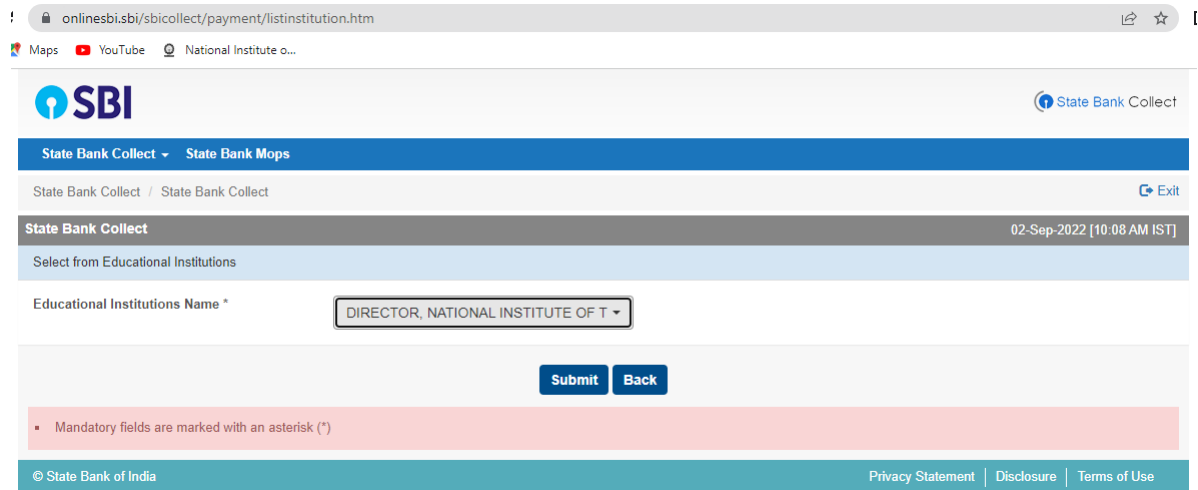 onlinesbi.sbi/sbicollect/payment/listinstitution.htm
Maps YouTube National Institute o...
SBI State Bank Collect
State Bank Collect State Bank Mops
State Bank Collect / State Bank Collect Exit
State Bank Collect 02-Sep-2022 [10:08 AM IST]
Select from Educational Institutions
Educational Institutions Name * DIRECTOR, NATIONAL INSTITUTE OF T
Submit Back
Mandatory fields are marked with an asterisk (*)
© State Bank of India Privacy Statement | Disclosure | Terms of Use